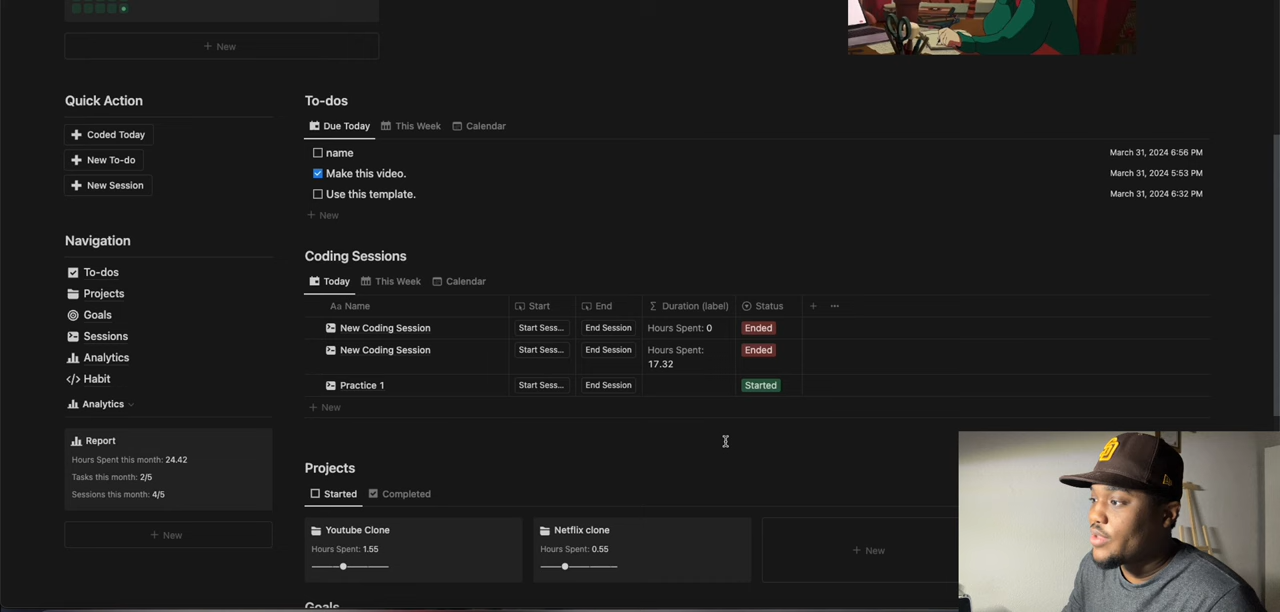 + New
Quick Action
+ Coded Today
+ New To-do
+ New Session
Navigation
To-dos
Projects
Goals
Sessions
Analytics
</> Habit
Analytics
Report
Hours Spent this month: 24.42
Tasks this month: 2/5
Sessions this month: 4/5
+ New
To-dos
Due Today This Week Calendar
name March 31, 2024 6:56 PM
Make this video. March 31, 2024 5:53 PM
Use this template. March 31, 2024 6:32 PM
+ New
Coding Sessions
Today This Week Calendar
Aa Name Start End Σ Duration (label) Status + •••
New Coding Session Start Sess... End Session Hours Spent: 0 Ended
New Coding Session Start Sess... End Session Hours Spent: Ended
17.32
Practice 1 Start Sess... End Session Started
+ New
Projects
Started Completed
Youtube Clone Netflix clone
Hours Spent: 1.55 Hours Spent: 0.55
+ New
Goals
SD